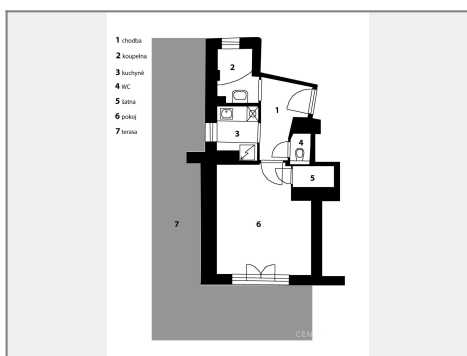 1 chodba
2 koupelna
3 kuchyně
4 WC
5 šatna
6 pokoj
7 terasa
2
1
3
4
5
7
6
CEN